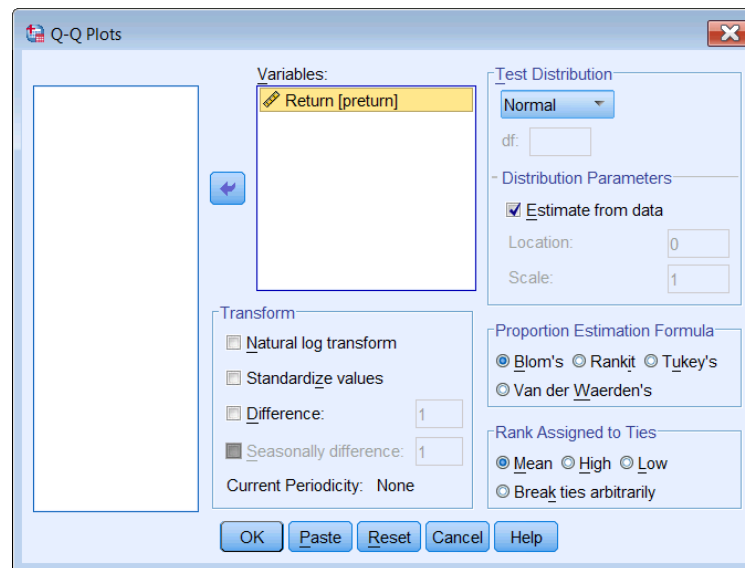 Q-Q Plots
Variables:
Return [preturn]
Test Distribution
Normal
df:
Distribution Parameters
Estimate from data
Location: 0
Scale: 1
Transform
Natural log transform
Standardize values
Difference: 1
Seasonally difference: 1
Current Periodicity: None
Proportion Estimation Formula
Blom's Rankit Tukey's
Van der Waerden's
Rank Assigned to Ties
Mean High Low
Break ties arbitrarily
OK Paste Reset Cancel Help